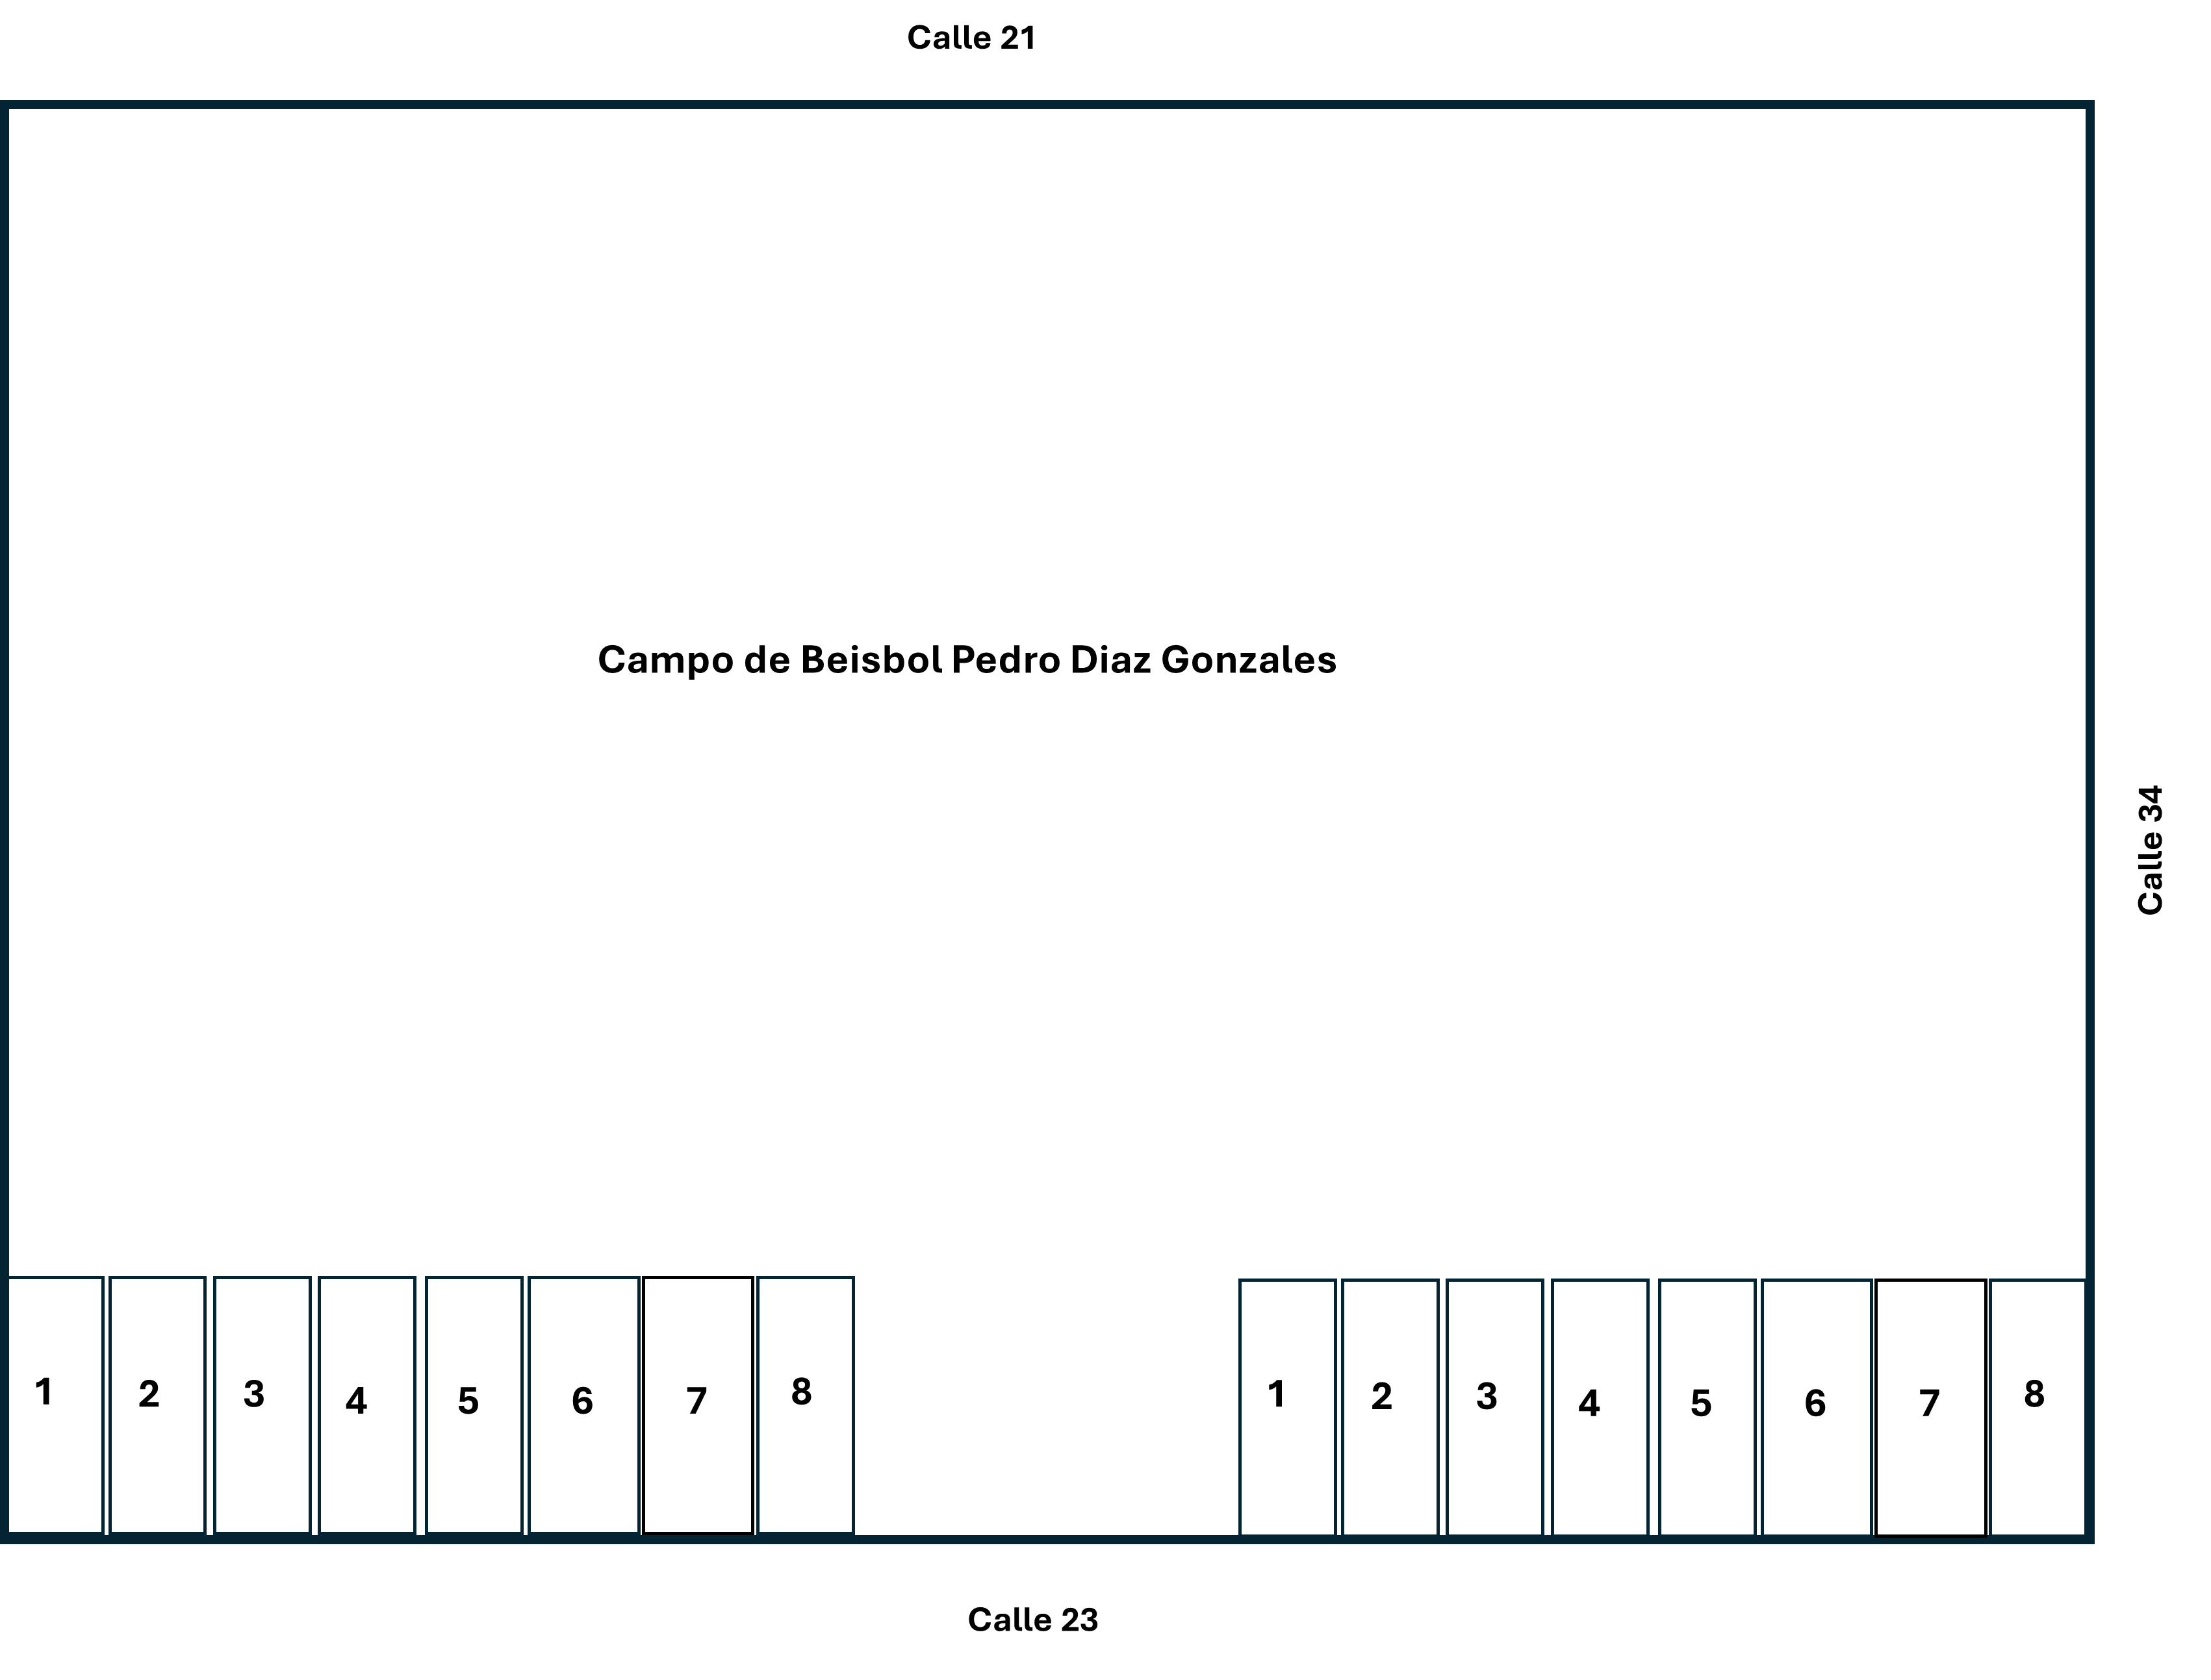 Calle 21
Campo de Beisbol Pedro Diaz Gonzales
Calle 34
1 2 3 4 5 6 7 8 1 2 3 4 5 6 7 8
Calle 23